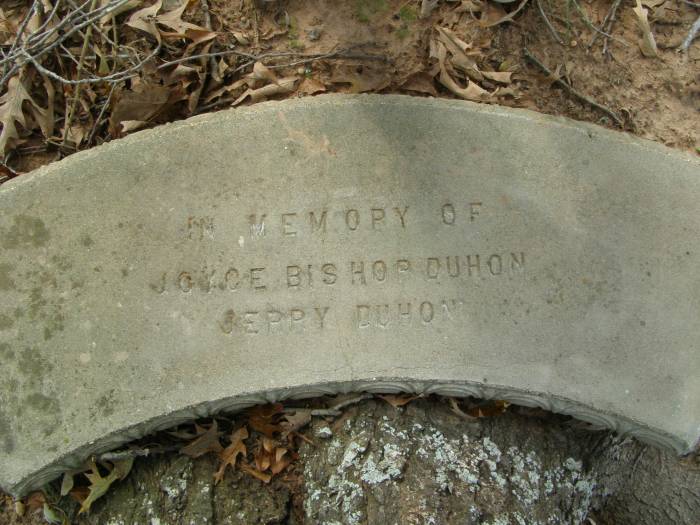 IN MEMORY OF
JOYCE BISHOP DUHON
JERRY DUHON